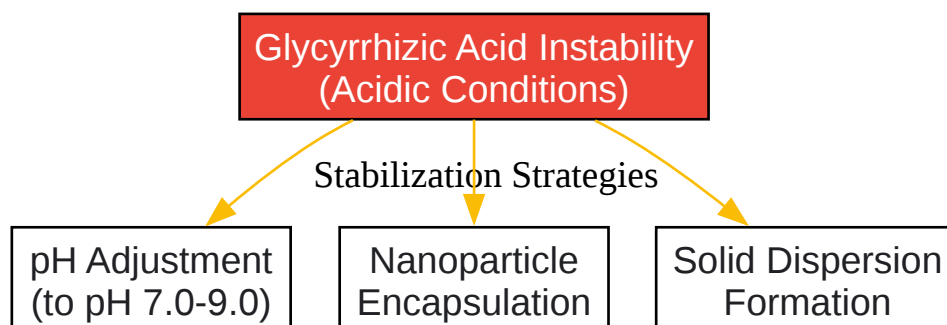 Glycyrrhizic Acid Instability
(Acidic Conditions)
Stabilization Strategies
pH Adjustment
(to pH 7.0-9.0)
Nanoparticle
Encapsulation
Solid Dispersion
Formation